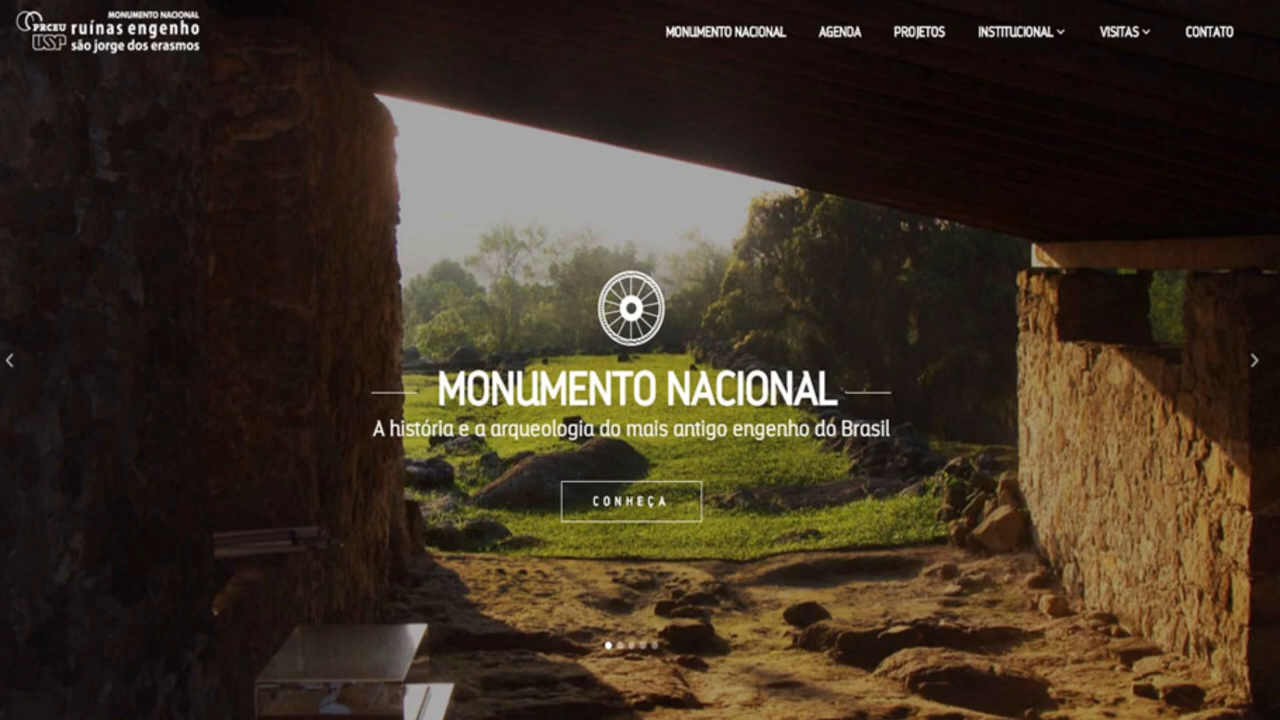 MONUMENTO NACIONAL
PRCEU
USP
ruínas engenho
são jorge dos erasmos
MONUMENTO NACIONAL
AGENDA
PROJETOS
INSTITUCIONAL
VISITAS
CONTATO
MONUMENTO NACIONAL
A história e a arqueologia do mais antigo engenho do Brasil
CONHEÇA